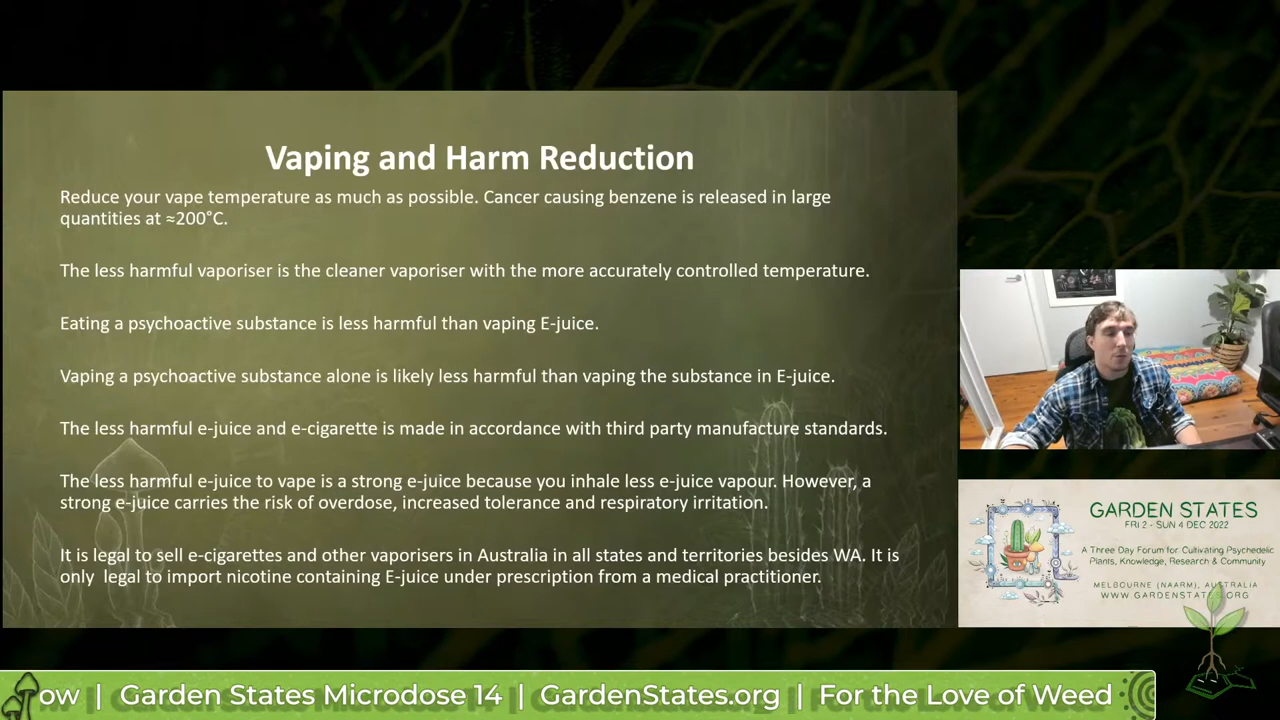 Vaping and Harm Reduction
Reduce your vape temperature as much as possible. Cancer causing benzene is released in large
quantities at ≈200°C.
The less harmful vaporiser is the cleaner vaporiser with the more accurately controlled temperature.
Eating a psychoactive substance is less harmful than vaping E-juice.
Vaping a psychoactive substance alone is likely less harmful than vaping the substance in E-juice.
The less harmful e-juice and e-cigarette is made in accordance with third party manufacture standards.
The less harmful e-juice to vape is a strong e-juice because you inhale less e-juice vapour. However, a
strong e-juice carries the risk of overdose, increased tolerance and respiratory irritation.
It is legal to sell e-cigarettes and other vaporisers in Australia in all states and territories besides WA. It is
only legal to import nicotine containing E-juice under prescription from a medical practitioner.
GARDEN STATES
FRI 2 - SUN 4 DEC 2022
A Three Day Forum for Cultivating Psychedelic
Plants, Knowledge, Research & Community
MELBOURNE (NAARM), AUSTRALIA
WWW.GARDENSTATES.ORG
ow | Garden States Microdose 14 | GardenStates.org | For the Love of Weed